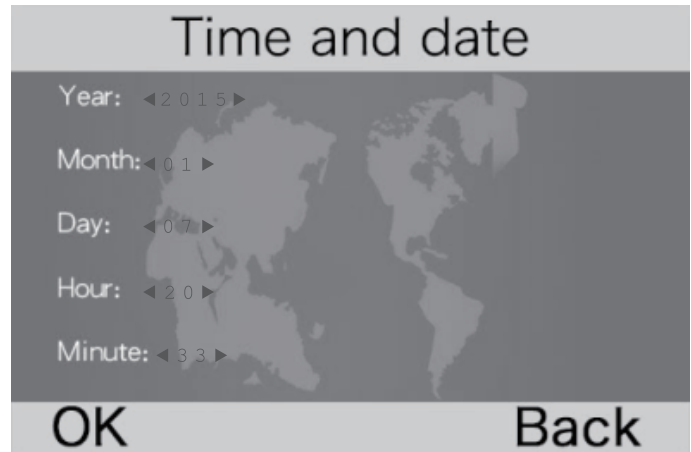 Time and date
Year: ◀2015▶
Month: ◀01▶
Day: ◀07▶
Hour: ◀20▶
Minute: ◀33▶
OK Back